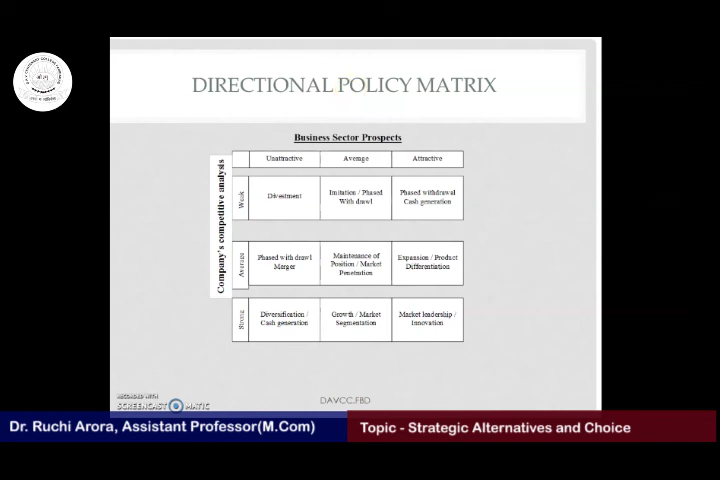 DIRECTIONAL POLICY MATRIX
Business Sector Prospects
Company's competitive analysis
Unattractive
Average
Attractive
Weak
Divestment
Imitation / Phased
With drawl
Phased withdrawal
Cash generation
Average
Phased with drawl
Merger
Maintenance of
Position / Market
Penetration
Expansion / Product
Differentiation
Strong
Diversification /
Cash generation
Growth / Market
Segmentation
Market leadership /
Innovation
RECORDED WITH
SCREENCAST MATIC
DAVCC.FBD
Dr. Ruchi Arora, Assistant Professor(M.Com)
Topic - Strategic Alternatives and Choice